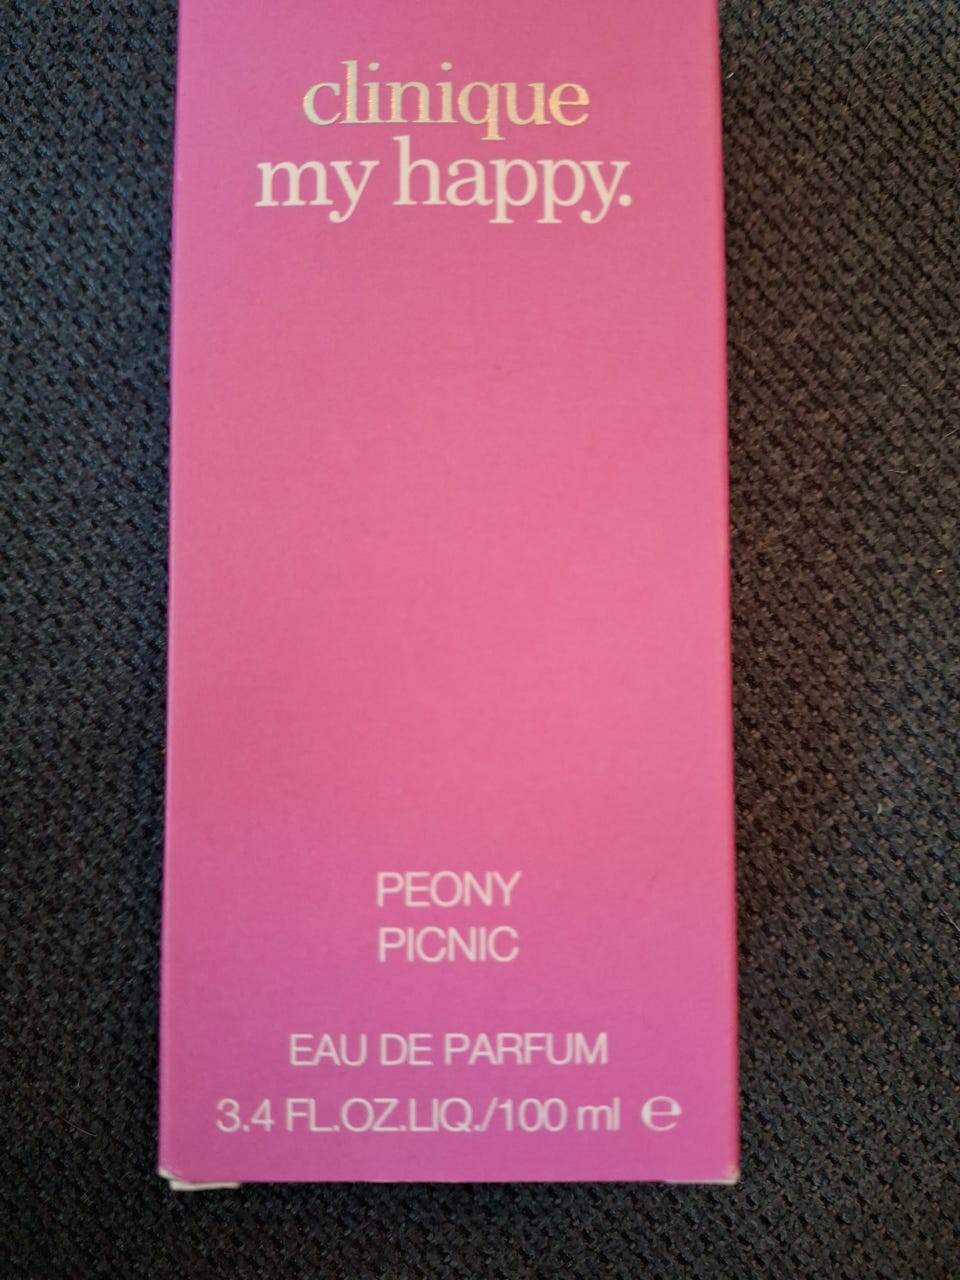 clinique
my happy.
PEONY
PICNIC
EAU DE PARFUM
3.4 FL.OZ.LIQ./100 ml ℮